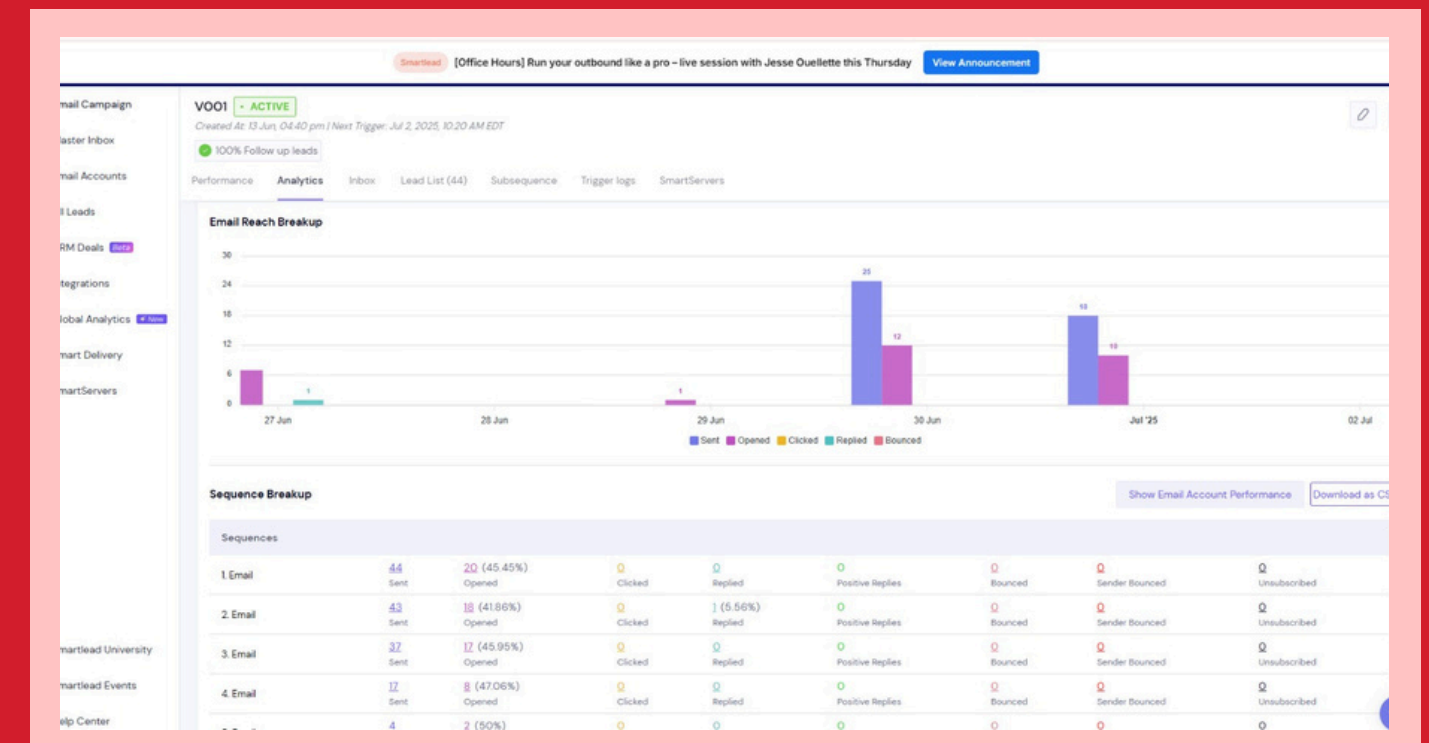 Smartlead [Office Hours] Run your outbound like a pro – live session with Jesse Ouellette this Thursday View Announcement
mail Campaign
laster Inbox
mail Accounts
ll Leads
RM Deals Beta
tegrations
lobal Analytics New
mart Delivery
martServers
martlead University
martlead Events
elp Center
V001 • ACTIVE
Created At: 13 Jun, 04:40 pm | Next Trigger: Jul 2, 2025, 10:20 AM EDT
100% Follow up leads
Performance Analytics Inbox Lead List (44) Subsequence Trigger logs SmartServers
Email Reach Breakup
30
24
18
12
6
0
1
1
25
12
18
10
27 Jun 28 Jun 29 Jun 30 Jun Jul '25 02 Jul
Sent Opened Clicked Replied Bounced
Sequence Breakup
Show Email Account Performance Download as CS
Sequences
1. Email 44 20 (45.45%) 0 0 0 0 0 0
Sent Opened Clicked Replied Positive Replies Bounced Sender Bounced Unsubscribed
2. Email 43 18 (41.86%) 0 1 (5.56%) 0 0 0 0
Sent Opened Clicked Replied Positive Replies Bounced Sender Bounced Unsubscribed
3. Email 37 17 (45.95%) 0 0 0 0 0 0
Sent Opened Clicked Replied Positive Replies Bounced Sender Bounced Unsubscribed
4. Email 17 8 (47.06%) 0 0 0 0 0 0
Sent Opened Clicked Replied Positive Replies Bounced Sender Bounced Unsubscribed
4 2 (50%) 0 0 0 0 0 0